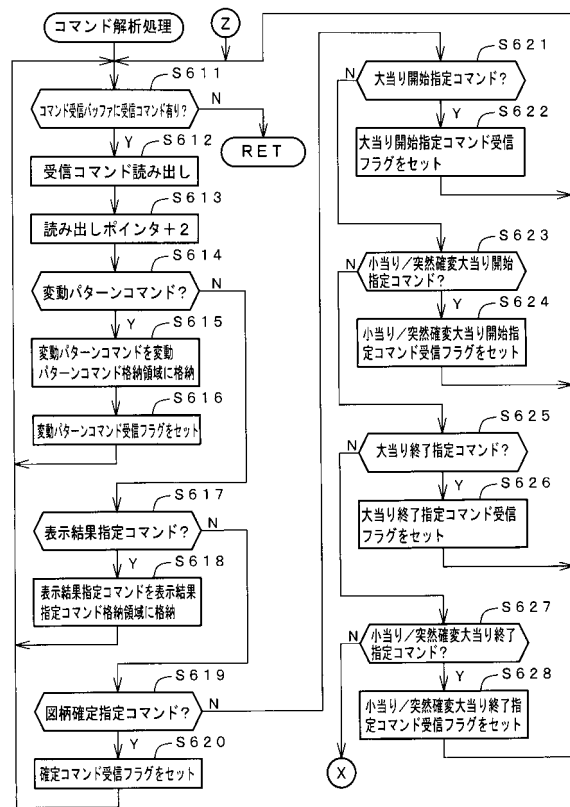 コマンド解析処理
Z
S611
コマンド受信バッファに受信コマンド有り?
N
Y
RET
S612
受信コマンド読み出し
S613
読み出しポインタ+2
S614
変動パターンコマンド?
N
Y
S615
変動パターンコマンドを変動
パターンコマンド格納領域に格納
S616
変動パターンコマンド受信フラグをセット
S617
表示結果指定コマンド?
N
Y
S618
表示結果指定コマンドを表示結果
指定コマンド格納領域に格納
S619
図柄確定指定コマンド?
N
Y
S620
確定コマンド受信フラグをセット
S621
N
大当り開始指定コマンド?
Y
S622
大当り開始指定コマンド受信
フラグをセット
S623
N
小当り/突然確変大当り開始
指定コマンド?
Y
S624
小当り/突然確変大当り開始指
定コマンド受信フラグをセット
S625
N
大当り終了指定コマンド?
Y
S626
大当り終了指定コマンド受信
フラグをセット
S627
N
小当り/突然確変大当り終了
指定コマンド?
Y
S628
小当り/突然確変大当り終了指
定コマンド受信フラグをセット
X